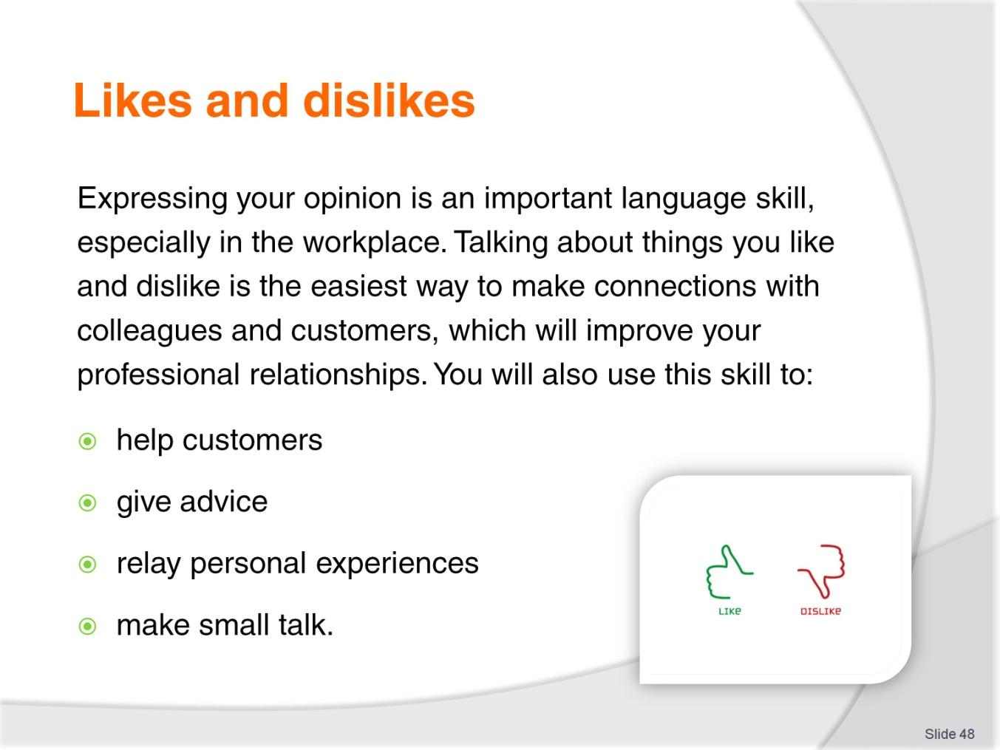 Likes and dislikes
Expressing your opinion is an important language skill,
especially in the workplace. Talking about things you like
and dislike is the easiest way to make connections with
colleagues and customers, which will improve your
professional relationships. You will also use this skill to:
help customers
give advice
relay personal experiences
make small talk.
LIKE DISLIKE
Slide 48